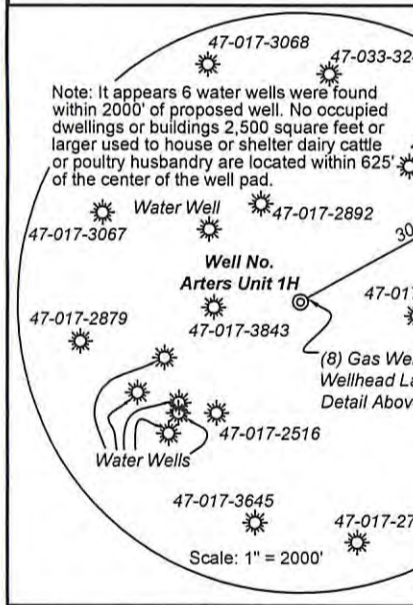 47-017-3068
47-033-32
Note: It appears 6 water wells were found
within 2000' of proposed well. No occupied
dwellings or buildings 2,500 square feet or
larger used to house or shelter dairy cattle
or poultry husbandry are located within 625'
of the center of the well pad.
Water Well
47-017-2892
47-017-3067
30
Well No.
Arters Unit 1H
47-017
47-017-2879
47-017-3843
(8) Gas We
Wellhead La
Detail Above
47-017-2516
Water Wells
47-017-3645
47-017-27
Scale: 1" = 2000'